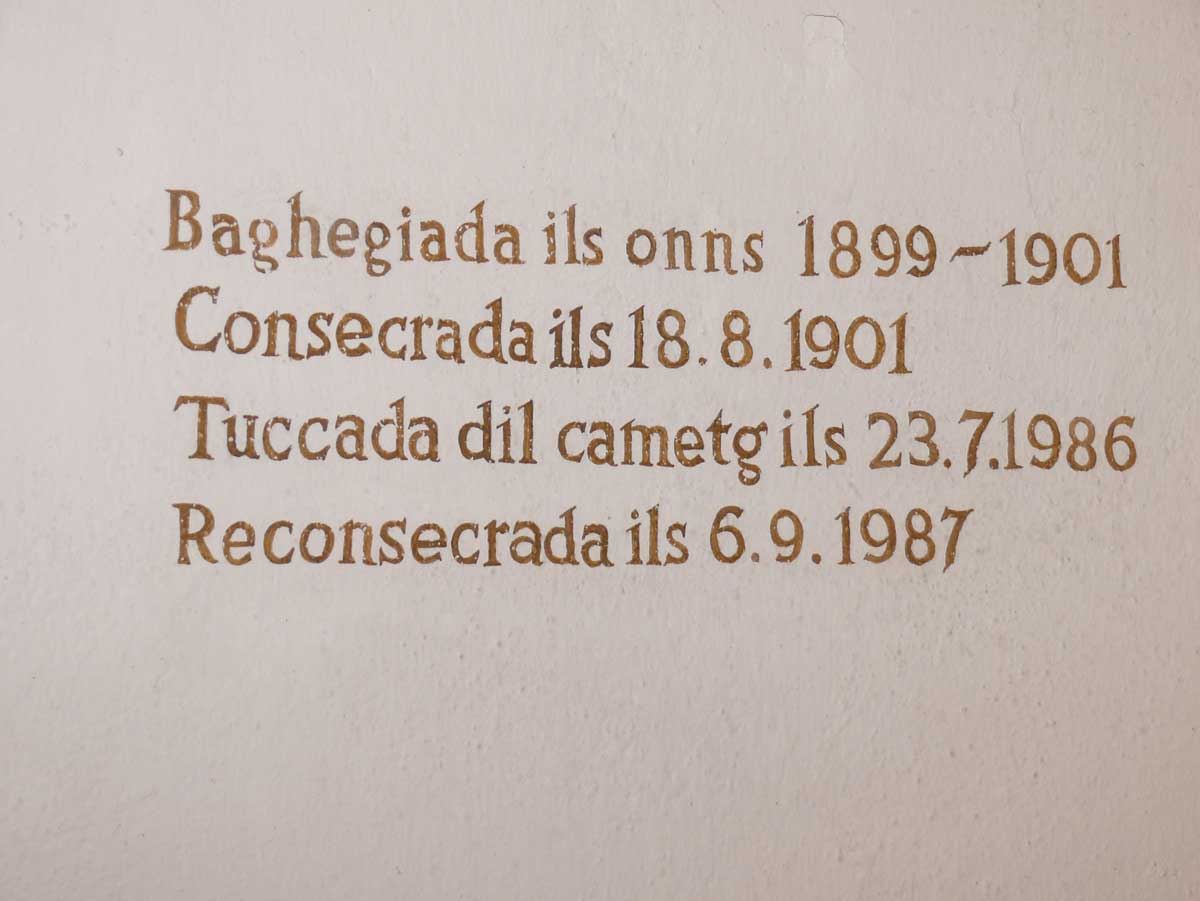 Baghegiada ils onns 1899-1901
Consecrada ils 18.8.1901
Tuccada dil cametg ils 23.7.1986
Reconsecrada ils 6.9.1987